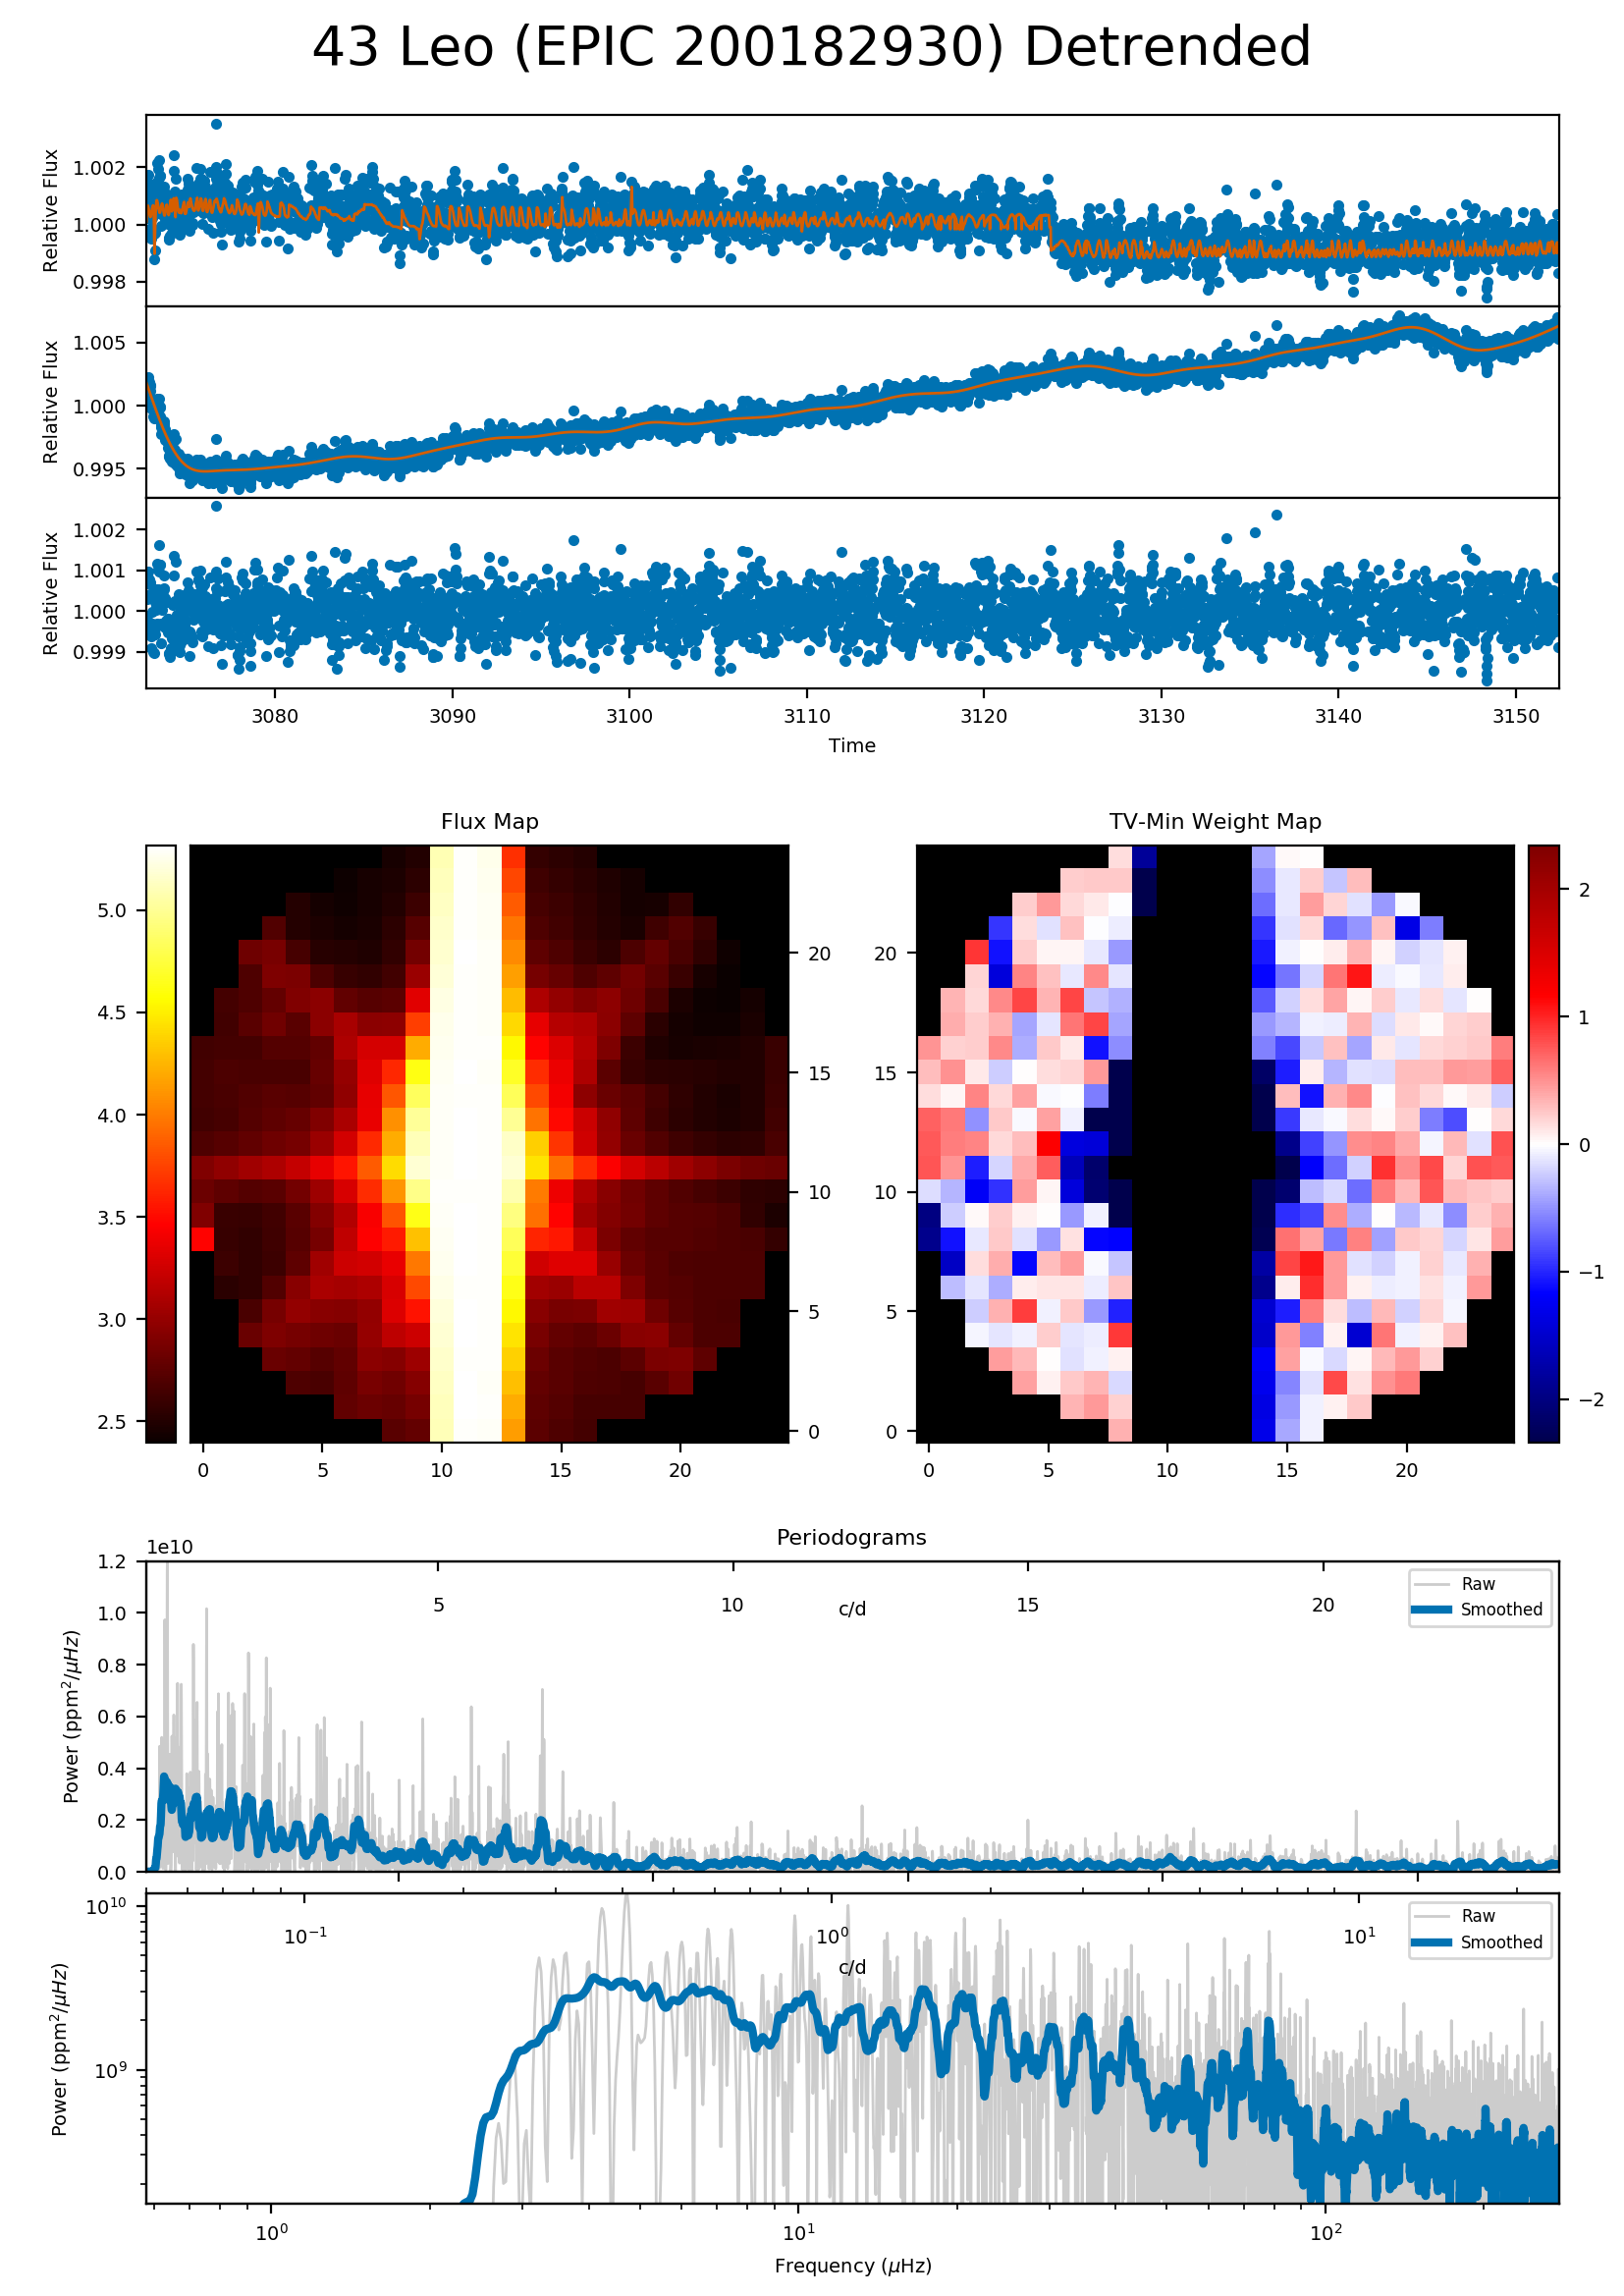 43 Leo (EPIC 200182930) Detrended
Relative Flux
1.002
1.000
0.998
Relative Flux
1.005
1.000
0.995
Relative Flux
1.002
1.001
1.000
0.999
3080 3090 3100 3110 3120 3130 3140 3150
Time
Flux Map
5.0
4.5
4.0
3.5
3.0
2.5
20
15
10
5
0
0 5 10 15 20
TV-Min Weight Map
20
15
10
5
0
0 5 10 15 20
2
1
0
−1
−2
Periodograms
1e10
1.2
1.0
0.8
0.6
0.4
0.2
0.0
Power (ppm²/μHz)
5 10 15 20
c/d
Raw
Smoothed
10¹⁰
10⁹
Power (ppm²/μHz)
10⁻¹ 10⁰ 10¹
c/d
Raw
Smoothed
10⁰ 10¹ 10²
Frequency (μHz)